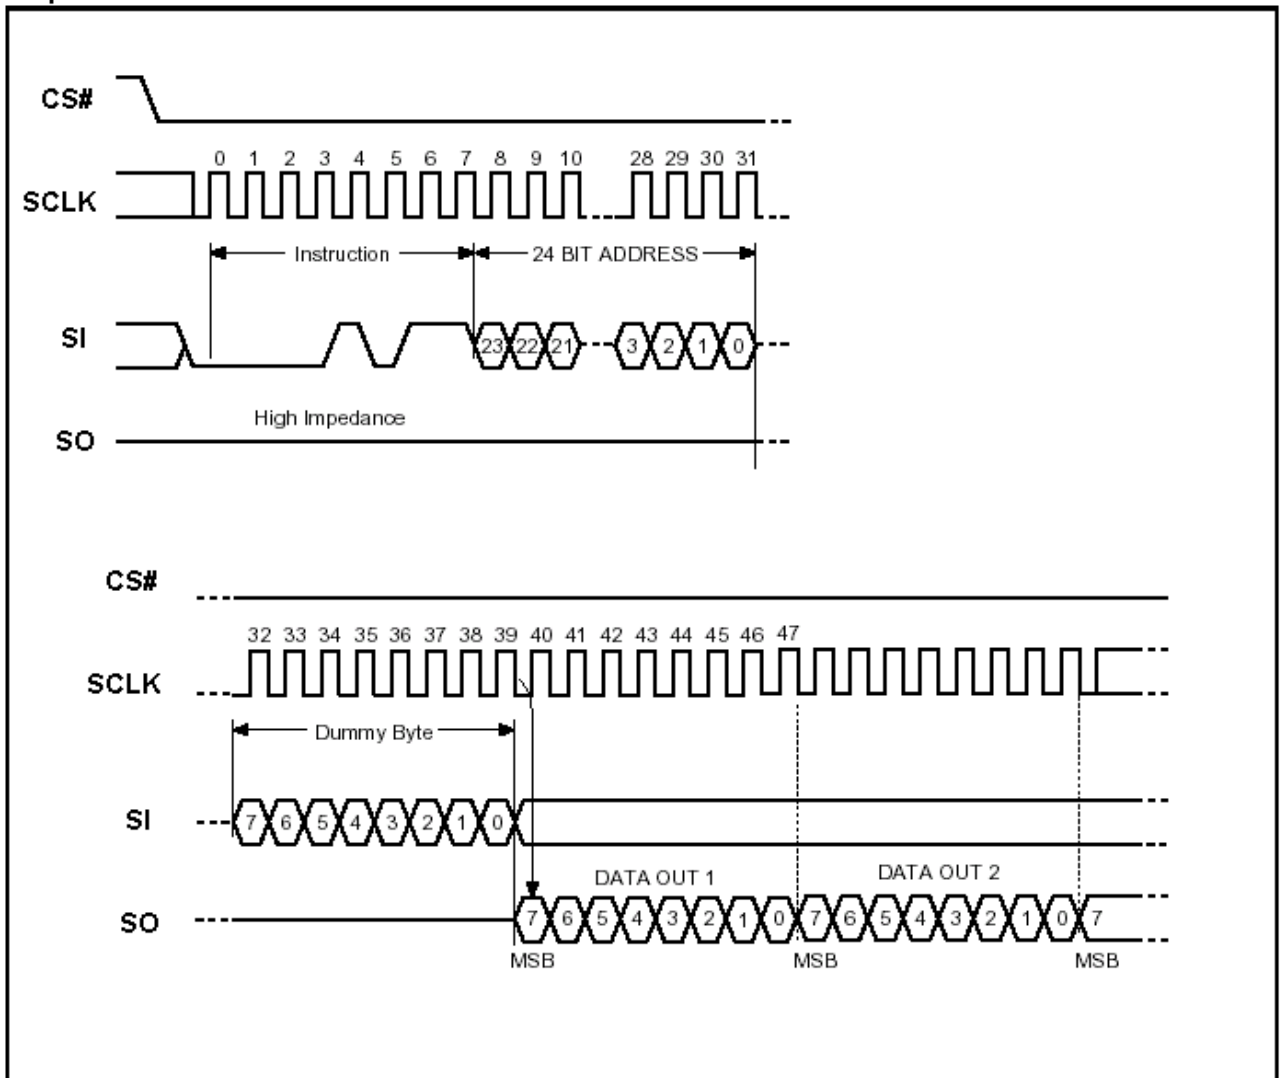 CS#
0 1 2 3 4 5 6 7 8 9 10 28 29 30 31
SCLK
Instruction 24 BIT ADDRESS
SI 23 22 21 3 2 1 0
High Impedance
SO
CS#
32 33 34 35 36 37 38 39 40 41 42 43 44 45 46 47
SCLK
Dummy Byte
SI 7 6 5 4 3 2 1 0
DATA OUT 1 DATA OUT 2
SO 7 6 5 4 3 2 1 0 7 6 5 4 3 2 1 0 7
MSB MSB MSB